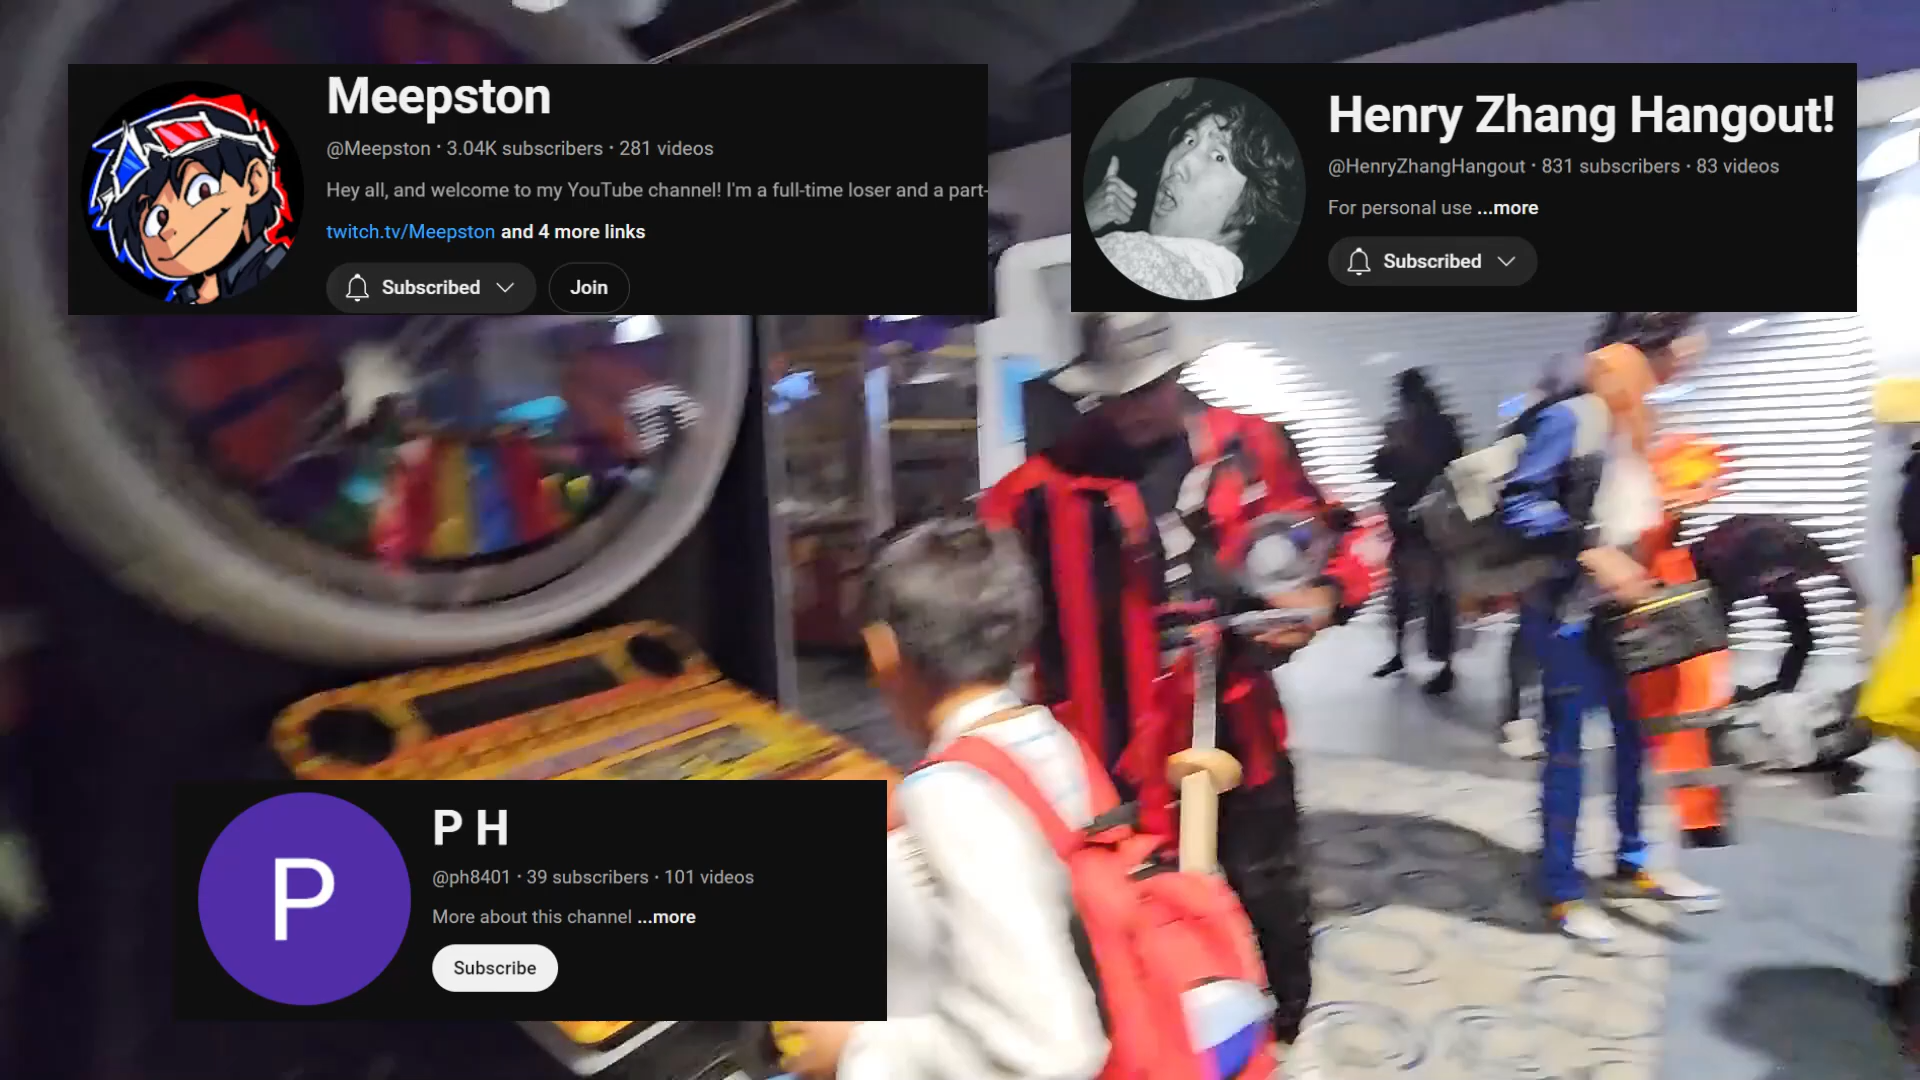 Meepston
@Meepston · 3.04K subscribers · 281 videos
Hey all, and welcome to my YouTube channel! I'm a full-time loser and a part-
twitch.tv/Meepston and 4 more links
Subscribed
Join
Henry Zhang Hangout!
@HenryZhangHangout · 831 subscribers · 83 videos
For personal use ...more
Subscribed
P
P H
@ph8401 · 39 subscribers · 101 videos
More about this channel ...more
Subscribe